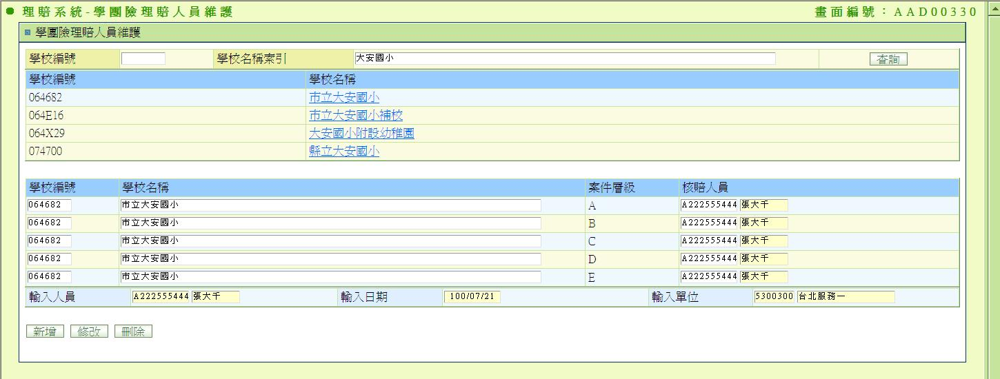 理賠系統-學團險理賠人員維護 畫面編號：AAD00330
學團險理賠人員維護
學校編號 學校名稱索引 大安國小 查詢
學校編號 學校名稱
064682 市立大安國小
064E16 市立大安國小補校
064X29 大安國小附設幼稚園
074700 縣立大安國小
學校編號 學校名稱 案件層級 核賠人員
064682 市立大安國小 A A222555444 張大千
064682 市立大安國小 B A222555444 張大千
064682 市立大安國小 C A222555444 張大千
064682 市立大安國小 D A222555444 張大千
064682 市立大安國小 E A222555444 張大千
輸入人員 A222555444 張大千 輸入日期 100/07/21 輸入單位 5300300 台北服務一
新增 修改 刪除